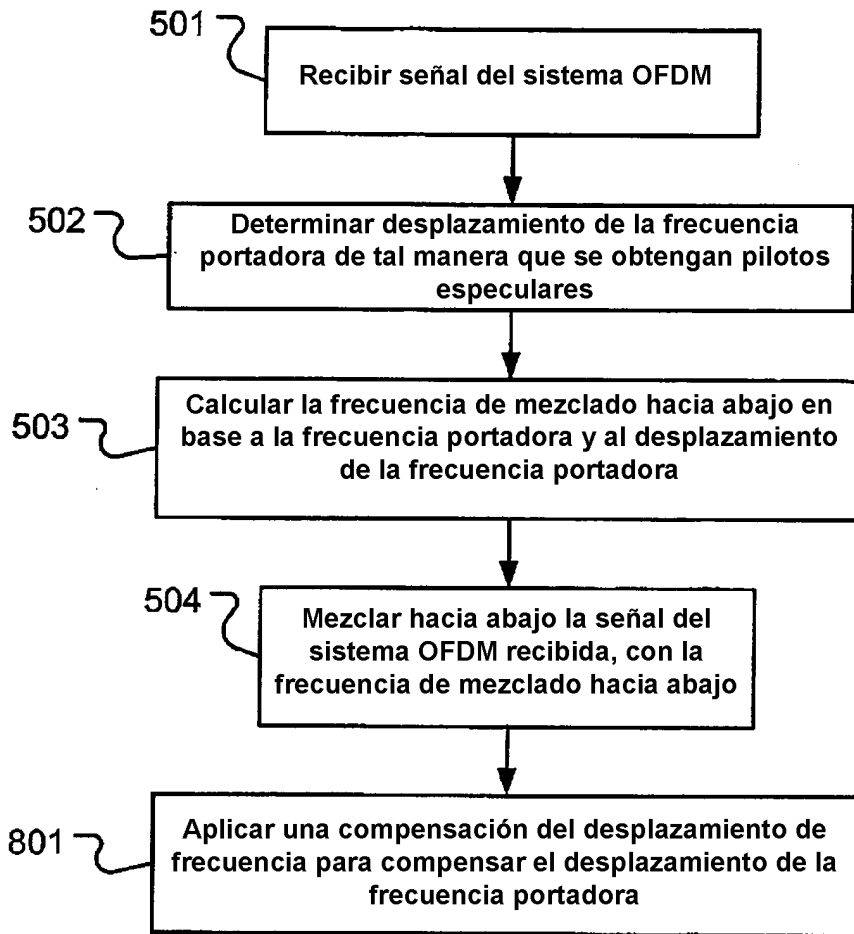 501
Recibir señal del sistema OFDM
502
Determinar desplazamiento de la frecuencia
portadora de tal manera que se obtengan pilotos
especulares
503
Calcular la frecuencia de mezclado hacia abajo en
base a la frecuencia portadora y al desplazamiento
de la frecuencia portadora
504
Mezclar hacia abajo la señal del
sistema OFDM recibida, con la
frecuencia de mezclado hacia abajo
801
Aplicar una compensación del desplazamiento de
frecuencia para compensar el desplazamiento de la
frecuencia portadora